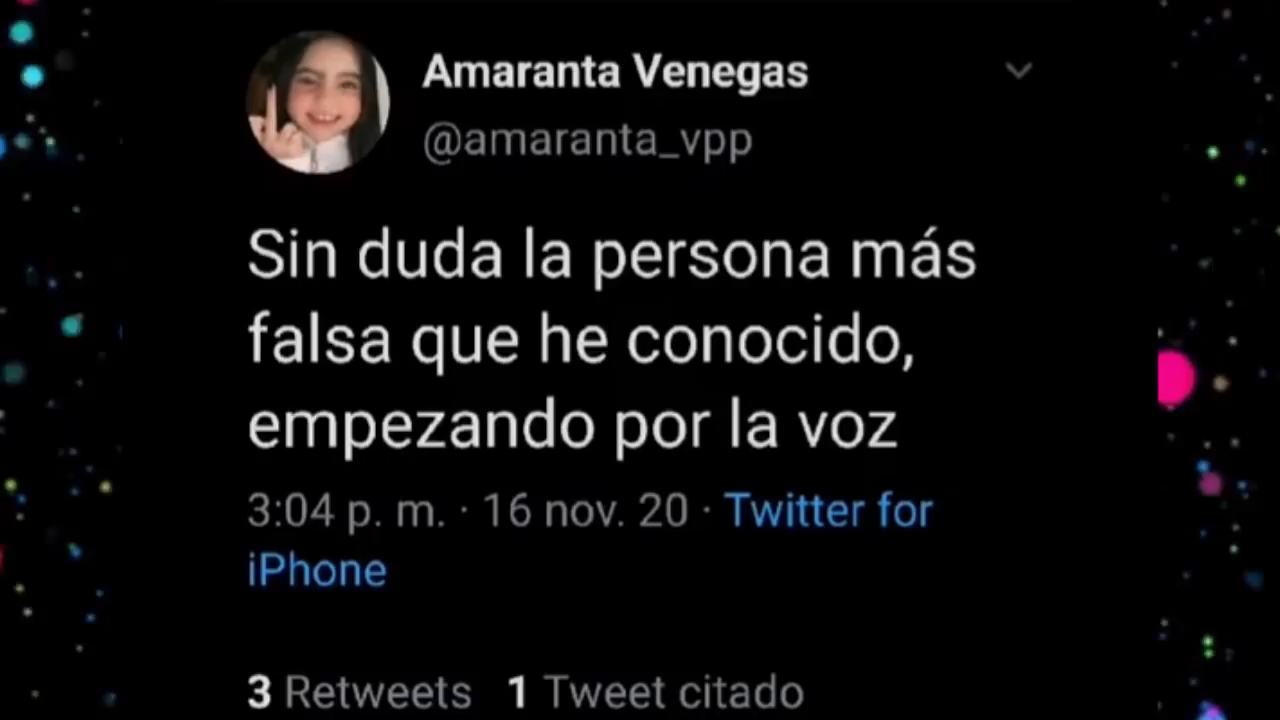 Amaranta Venegas
@amaranta_vpp
Sin duda la persona más
falsa que he conocido,
empezando por la voz
3:04 p. m. · 16 nov. 20 · Twitter for
iPhone
3 Retweets 1 Tweet citado